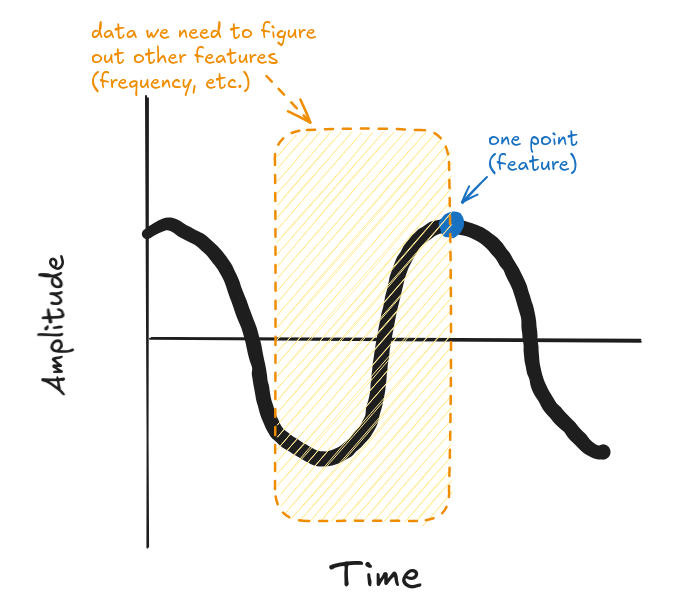 data we need to figure
out other features
(frequency, etc.)
one point
(feature)
Amplitude
Time